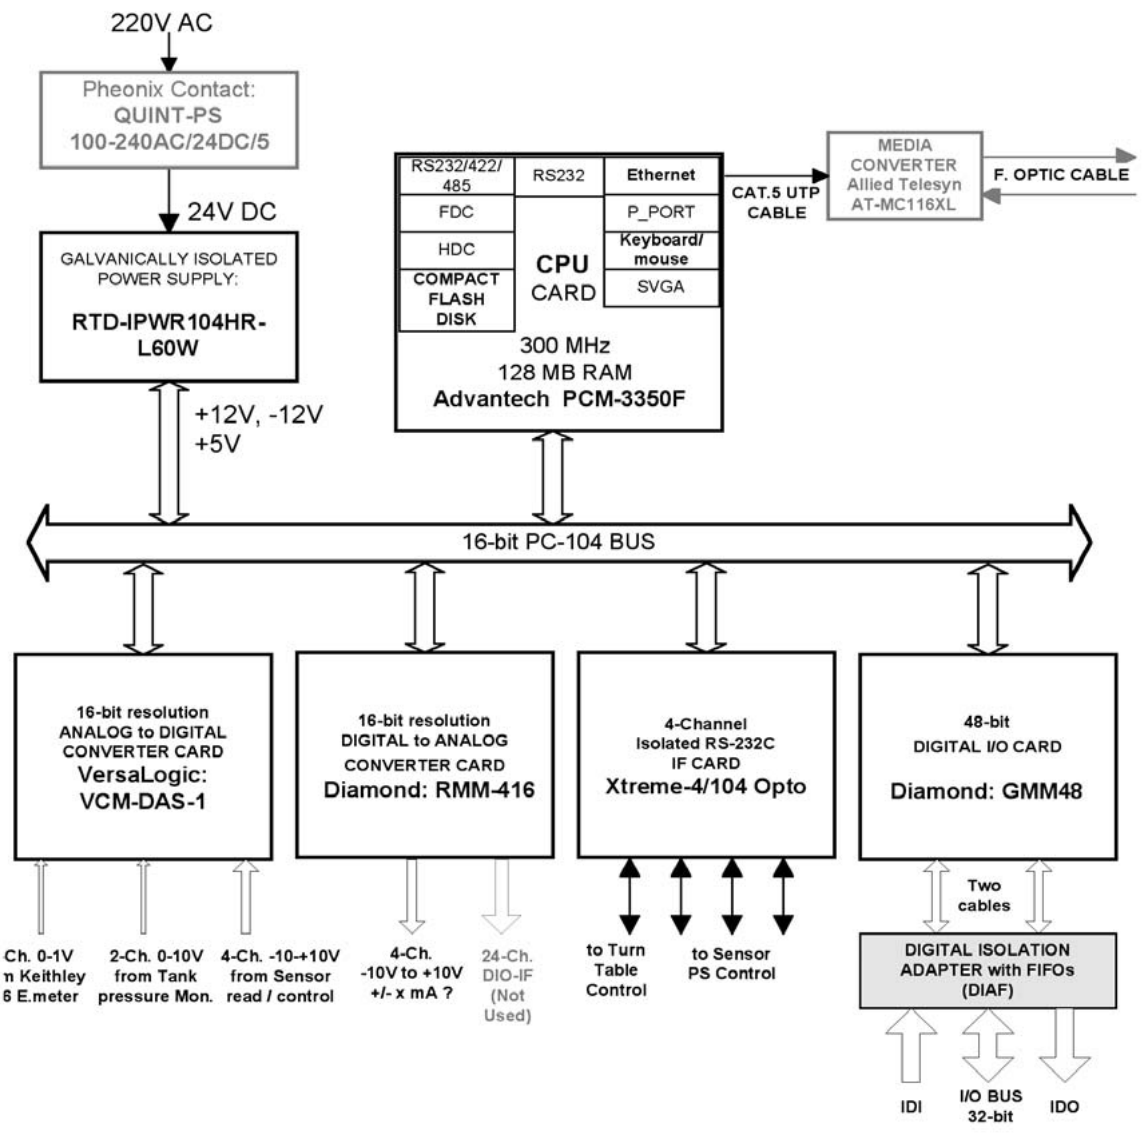 220V AC
Pheonix Contact:
QUINT-PS
100-240AC/24DC/5
24V DC
GALVANICALLY ISOLATED
POWER SUPPLY:
RTD-IPWR104HR-
L60W
+12V, -12V
+5V
RS232/422/
485
RS232
Ethernet
FDC
P_PORT
HDC
Keyboard/
mouse
COMPACT
FLASH
DISK
SVGA
CPU
CARD
300 MHz
128 MB RAM
Advantech PCM-3350F
CAT.5 UTP
CABLE
MEDIA
CONVERTER
Allied Telesyn
AT-MC116XL
F. OPTIC CABLE
16-bit PC-104 BUS
16-bit resolution
ANALOG to DIGITAL
CONVERTER CARD
VersaLogic:
VCM-DAS-1
16-bit resolution
DIGITAL to ANALOG
CONVERTER CARD
Diamond: RMM-416
4-Channel
Isolated RS-232C
IF CARD
Xtreme-4/104 Opto
48-bit
DIGITAL I/O CARD
Diamond: GMM48
-Ch. 0-1V
m Keithley
6 E.meter
2-Ch. 0-10V
from Tank
pressure Mon.
4-Ch. -10-+10V
from Sensor
read / control
4-Ch.
-10V to +10V
+/- x mA ?
24-Ch.
DIO-IF
(Not
Used)
to Turn
Table
Control
to Sensor
PS Control
Two
cables
DIGITAL ISOLATION
ADAPTER with FIFOs
(DIAF)
IDI
I/O BUS
32-bit
IDO